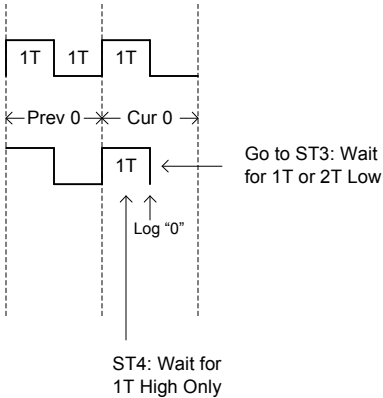 1T 1T 1T
Prev 0 Cur 0
1T
Go to ST3: Wait
for 1T or 2T Low
Log “0”
ST4: Wait for
1T High Only